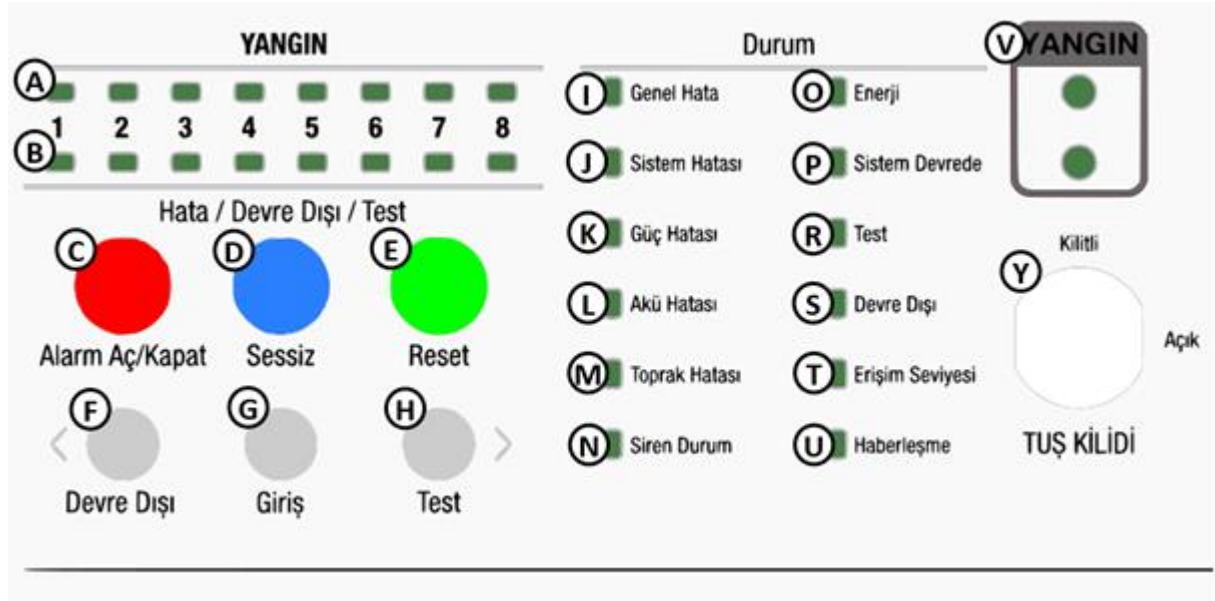 YANGIN
A
1 2 3 4 5 6 7 8
B
Hata / Devre Dışı / Test
C D E
Alarm Aç/Kapat Sessiz Reset
F G H
< >
Devre Dışı Giriş Test
Durum
I Genel Hata O Enerji
J Sistem Hatası P Sistem Devrede
K Güç Hatası R Test
L Akü Hatası S Devre Dışı
M Toprak Hatası T Erişim Seviyesi
N Siren Durum U Haberleşme
V YANGIN
Kilitli
Y
Açık
TUŞ KİLİDİ